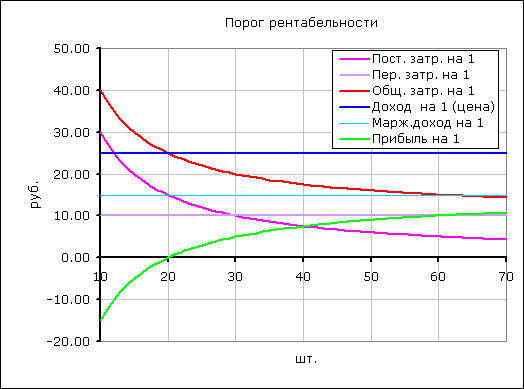 Порог рентабельности
50.00
40.00
30.00
20.00
10.00
0.00
-10.00
-20.00
руб.
Пост. затр. на 1
Пер. затр. на 1
Общ. затр. на 1
Доход на 1 (цена)
Марж.доход на 1
Прибыль на 1
10 20 30 40 50 60 70
шт.